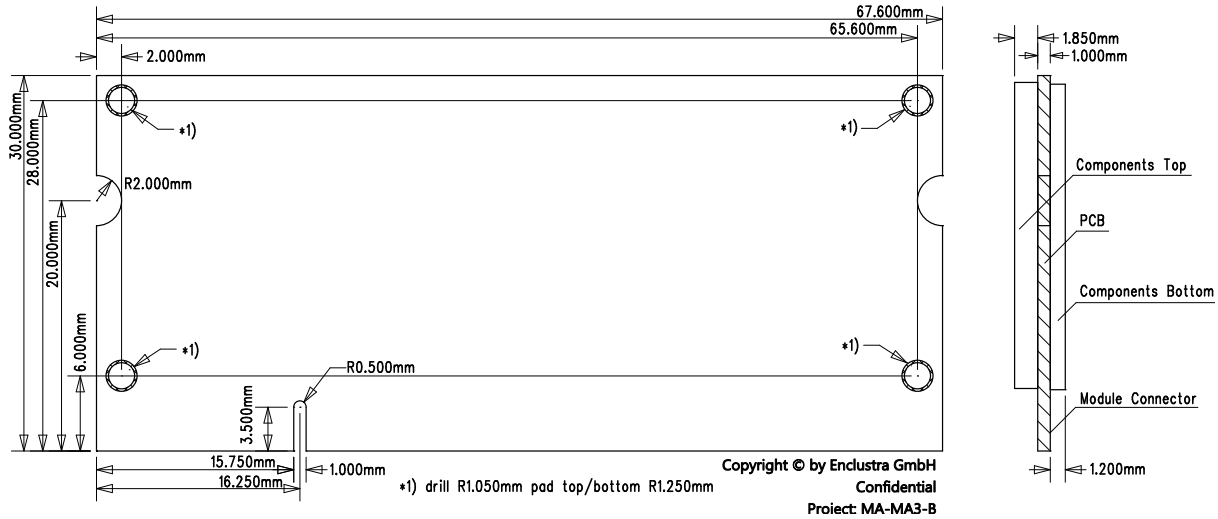 67.600mm
65.600mm
2.000mm
1.850mm
1.000mm
30.000mm
28.000mm
20.000mm
6.000mm
*1)
*1)
R2.000mm
Components Top
PCB
Components Bottom
*1)
*1)
R0.500mm
3.500mm
Module Connector
15.750mm
1.000mm
16.250mm
*1) drill R1.050mm pad top/bottom R1.250mm
1.200mm
Copyright © by Enclustra GmbH
Confidential
Project: MA-MA3-B